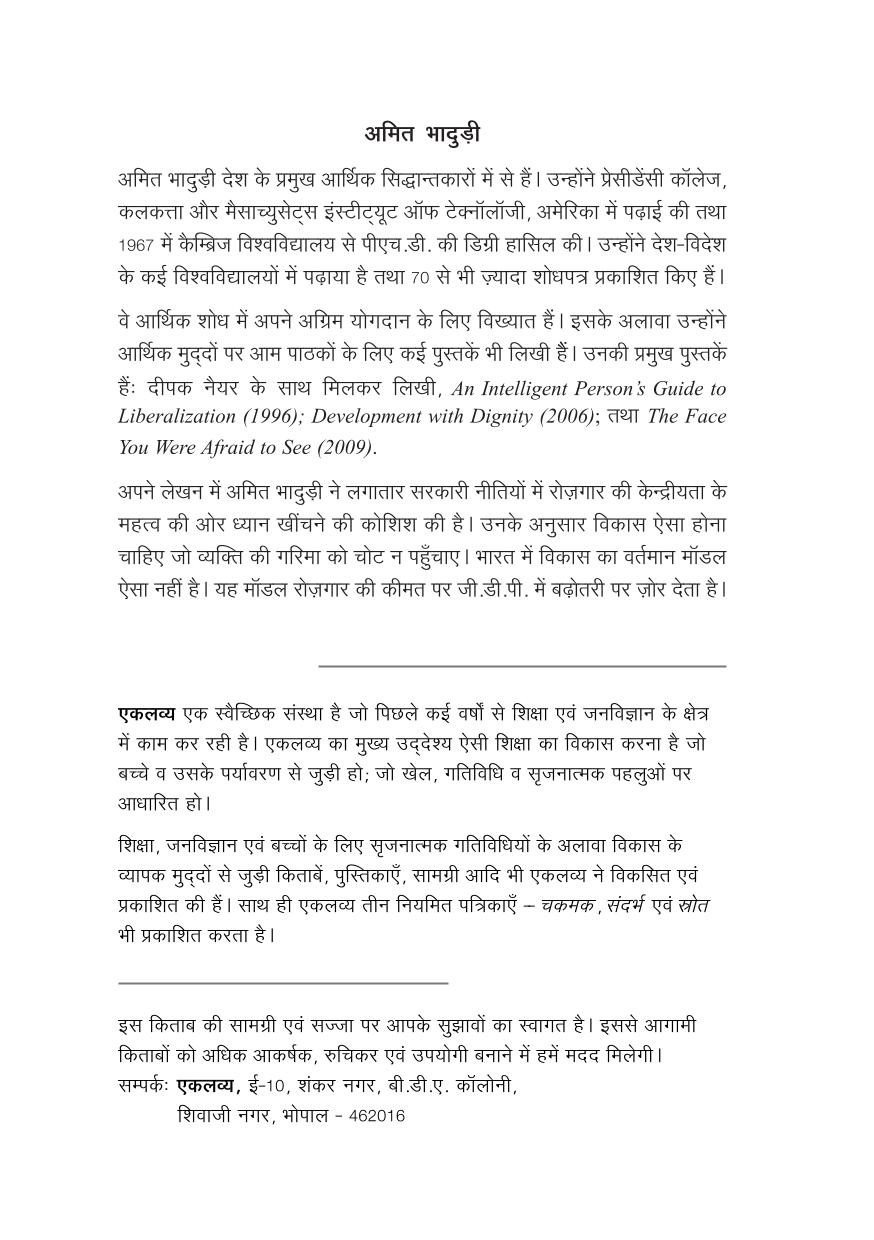 अमित भादुड़ी
अमित भादुड़ी देश के प्रमुख आर्थिक सिद्धान्तकारों में से हैं। उन्होंने प्रेसीडेंसी कॉलेज,
कलकत्ता और मैसाच्युसेट्स इंस्टीट्यूट ऑफ टेक्नॉलॉजी, अमेरिका में पढ़ाई की तथा
1967 में कैम्ब्रिज विश्वविद्यालय से पीएच.डी. की डिग्री हासिल की। उन्होंने देश-विदेश
के कई विश्वविद्यालयों में पढ़ाया है तथा 70 से भी ज़्यादा शोधपत्र प्रकाशित किए हैं।
वे आर्थिक शोध में अपने अग्रिम योगदान के लिए विख्यात हैं। इसके अलावा उन्होंने
आर्थिक मुद्दों पर आम पाठकों के लिए कई पुस्तकें भी लिखी हैं। उनकी प्रमुख पुस्तकें
हैंः दीपक नैयर के साथ मिलकर लिखी, An Intelligent Person’s Guide to
Liberalization (1996); Development with Dignity (2006); तथा The Face
You Were Afraid to See (2009).
अपने लेखन में अमित भादुड़ी ने लगातार सरकारी नीतियों में रोज़गार की केन्द्रीयता के
महत्व की ओर ध्यान खींचने की कोशिश की है। उनके अनुसार विकास ऐसा होना
चाहिए जो व्यक्ति की गरिमा को चोट न पहुँचाए। भारत में विकास का वर्तमान मॉडल
ऐसा नहीं है। यह मॉडल रोज़गार की कीमत पर जी.डी.पी. में बढ़ोतरी पर ज़ोर देता है।
एकलव्य एक स्वैच्छिक संस्था है जो पिछले कई वर्षों से शिक्षा एवं जनविज्ञान के क्षेत्र
में काम कर रही है। एकलव्य का मुख्य उद्देश्य ऐसी शिक्षा का विकास करना है जो
बच्चे व उसके पर्यावरण से जुड़ी हो; जो खेल, गतिविधि व सृजनात्मक पहलुओं पर
आधारित हो।
शिक्षा, जनविज्ञान एवं बच्चों के लिए सृजनात्मक गतिविधियों के अलावा विकास के
व्यापक मुद्दों से जुड़ी किताबें, पुस्तिकाएँ, सामग्री आदि भी एकलव्य ने विकसित एवं
प्रकाशित की हैं। साथ ही एकलव्य तीन नियमित पत्रिकाएँ – चकमक, संदर्भ एवं स्रोत
भी प्रकाशित करता है।
इस किताब की सामग्री एवं सज्जा पर आपके सुझावों का स्वागत है। इससे आगामी
किताबों को अधिक आकर्षक, रुचिकर एवं उपयोगी बनाने में हमें मदद मिलेगी।
सम्पर्कः एकलव्य, ई-10, शंकर नगर, बी.डी.ए. कॉलोनी,
शिवाजी नगर, भोपाल - 462016